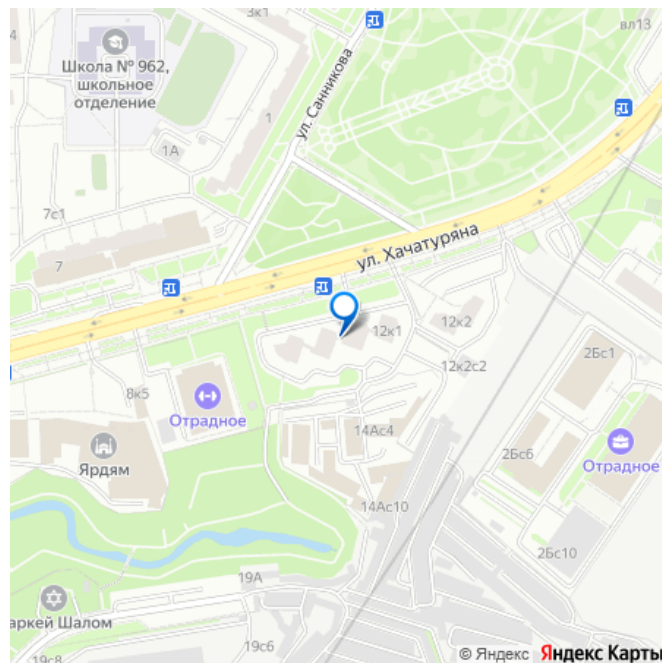 3к1
вл13
Школа № 962,
школьное
отделение
ул. Санникова
1
1А
7с1
7
ул. Хачатуряна
12к1
12к2
12к2с2
2Бс1
8к5
Отрадное
14Ас4
2Бс6
Отрадное
Ярдям
14Ас10
2Бс10
19А
аркей Шалом
19с6
19с8
© Яндекс Яндекс Карты